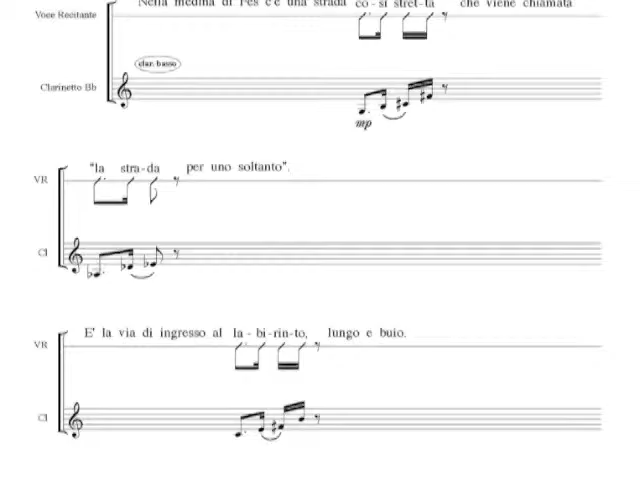 Nella medina di Fes c'è una strada co - sì stret - ta che viene chiamata
Voce Recitante
clar. basso
Clarinetto Bb
mp
"la stra - da per uno soltanto".
VR
Cl
E' la via di ingresso al la - bi - rin - to, lungo e buio.
VR
Cl